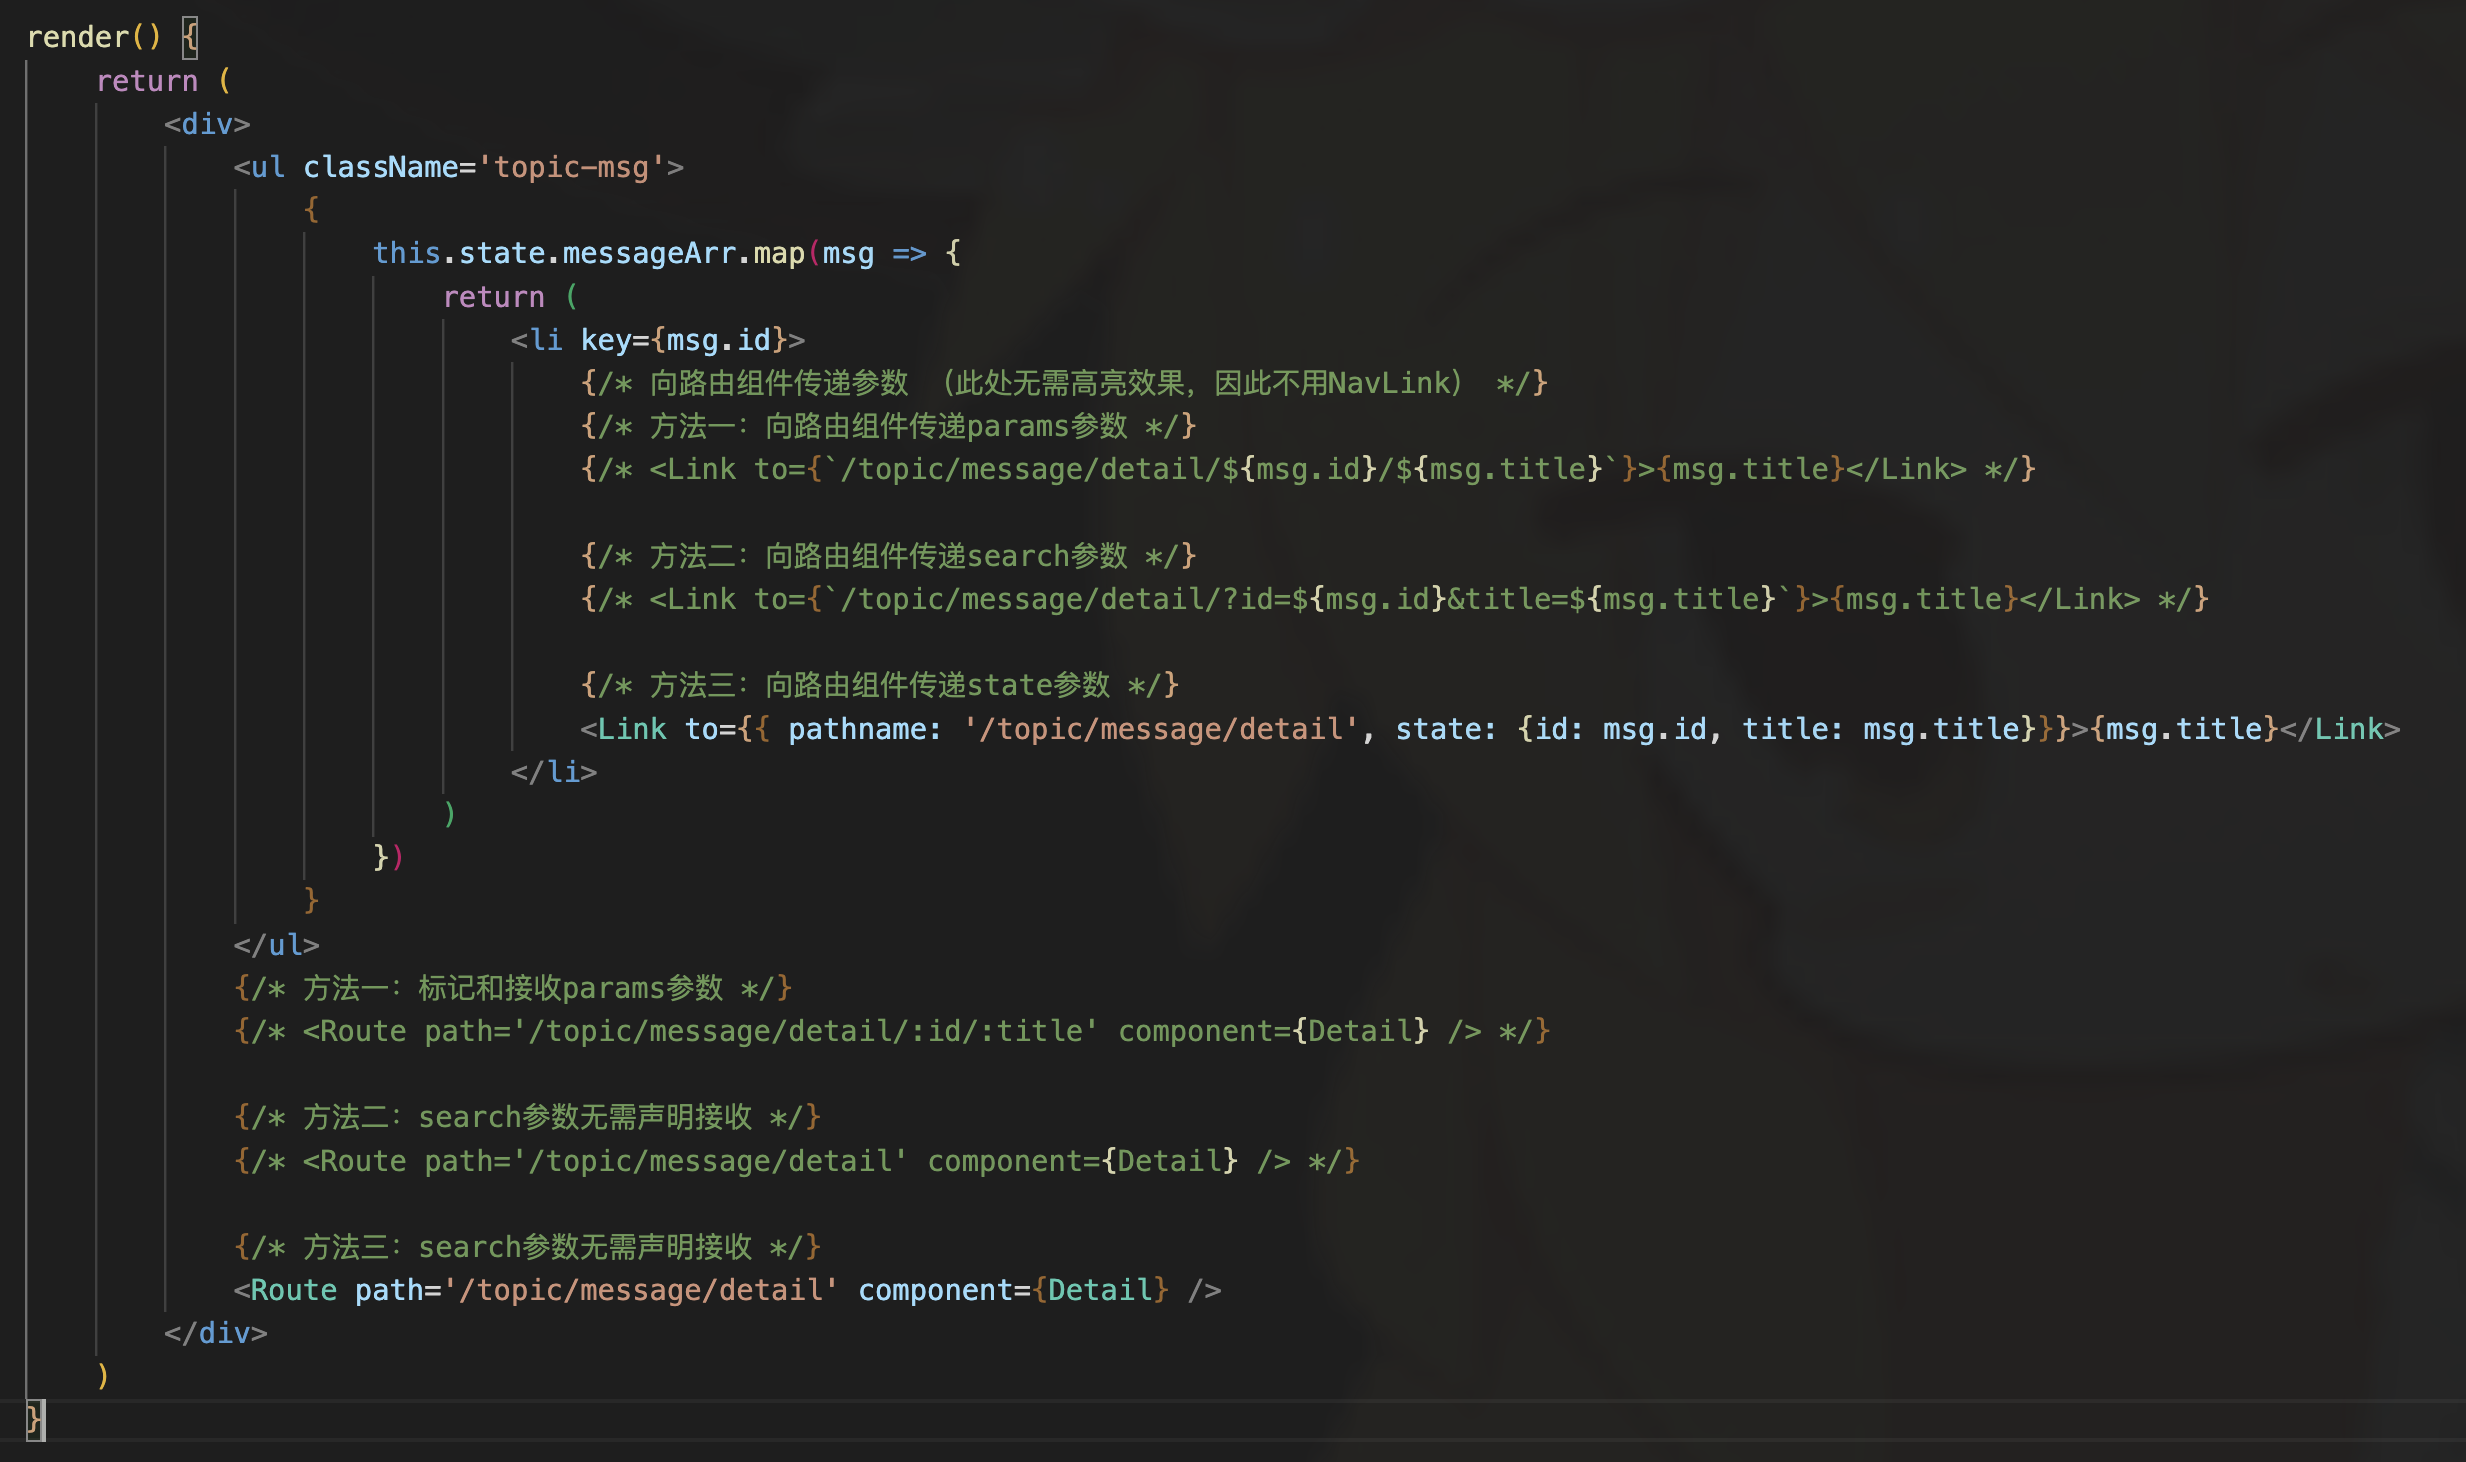 render() {
    return (
        <div>
            <ul className='topic-msg'>
                {
                    this.state.messageArr.map(msg => {
                        return (
                            <li key={msg.id}>
                                {/* 向路由组件传递参数 （此处无需高亮效果，因此不用NavLink） */}
                                {/* 方法一：向路由组件传递params参数 */}
                                {/* <Link to={`/topic/message/detail/${msg.id}/${msg.title}`}>{msg.title}</Link> */}

                                {/* 方法二：向路由组件传递search参数 */}
                                {/* <Link to={`/topic/message/detail/?id=${msg.id}&title=${msg.title}`}>{msg.title}</Link> */}

                                {/* 方法三：向路由组件传递state参数 */}
                                <Link to={{ pathname: '/topic/message/detail', state: {id: msg.id, title: msg.title}}}>{msg.title}</Link>
                            </li>
                        )
                    })
                }
            </ul>
            {/* 方法一：标记和接收params参数 */}
            {/* <Route path='/topic/message/detail/:id/:title' component={Detail} /> */}

            {/* 方法二：search参数无需声明接收 */}
            {/* <Route path='/topic/message/detail' component={Detail} /> */}

            {/* 方法三：search参数无需声明接收 */}
            <Route path='/topic/message/detail' component={Detail} />
        </div>
    )
}